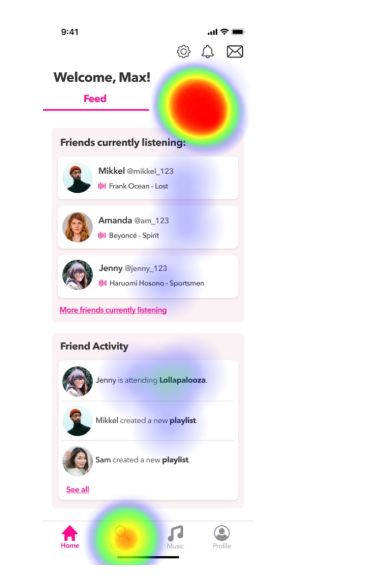 9:41
Welcome, Max!
Feed
Friends currently listening:
Mikkel @mikkel_123
Frank Ocean - Lost
Amanda @am_123
Beyoncé - Spirit
Jenny @jenny_123
Haruomi Hosono - Sportsmen
More friends currently listening
Friend Activity
Jenny is attending Lollapalooza.
Mikkel created a new playlist.
Sam created a new playlist.
See all
Home
Music
Profile